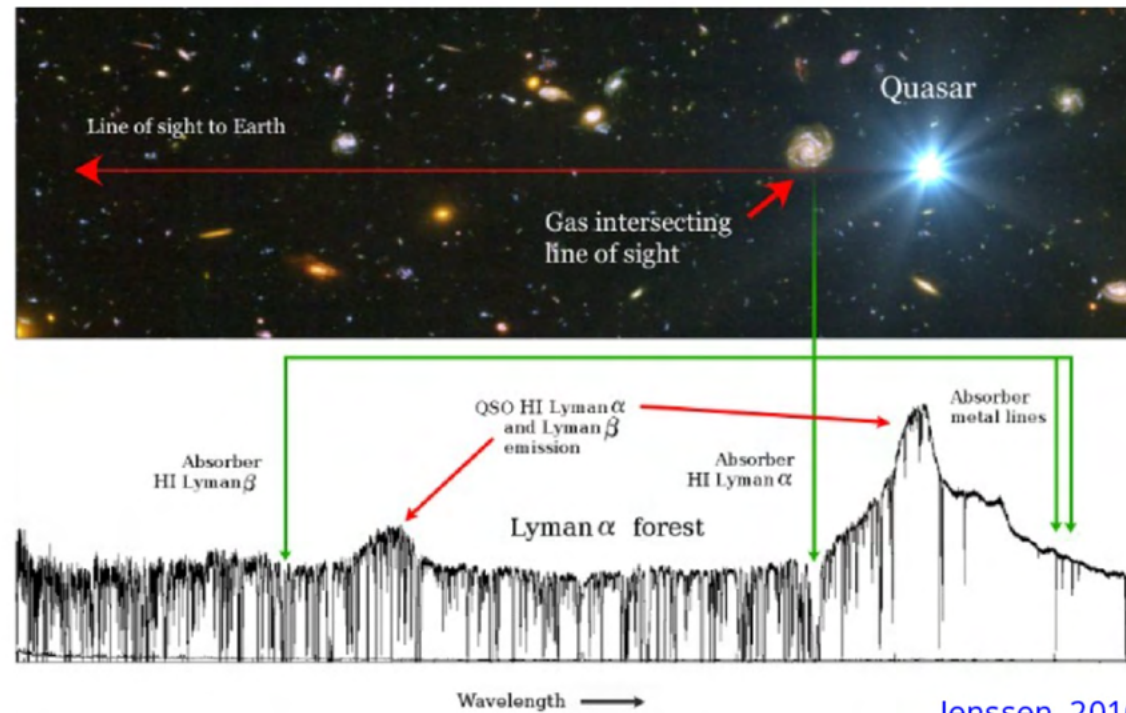 Quasar
Line of sight to Earth
Gas intersecting
line of sight
QSO HI Lyman α
and Lyman β
emission
Absorber
metal lines
Absorber
HI Lyman β
Absorber
HI Lyman α
Lyman α forest
Wavelength